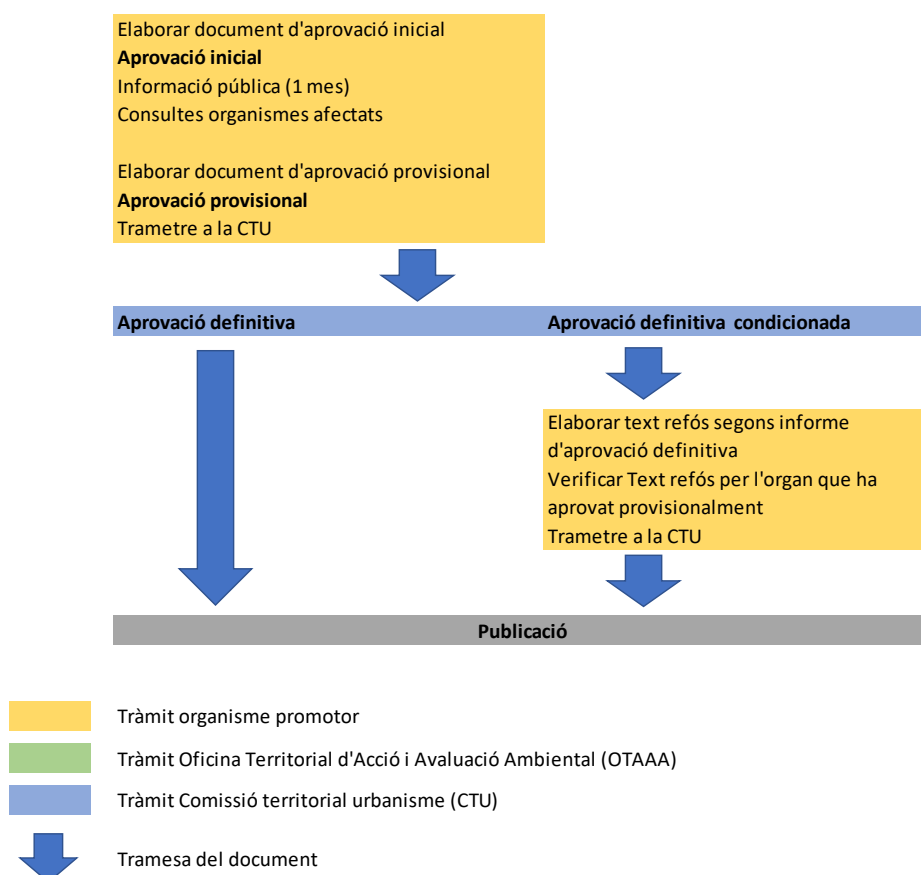 Elaborar document d'aprovació inicial
Aprovació inicial
Informació pública (1 mes)
Consultes organismes afectats
Elaborar document d'aprovació provisional
Aprovació provisional
Trametre a la CTU
Aprovació definitiva
Aprovació definitiva condicionada
Elaborar text refós segons informe
d'aprovació definitiva
Verificar Text refós per l'organ que ha
aprovat provisionalment
Trametre a la CTU
Publicació
Tràmit organisme promotor
Tràmit Oficina Territorial d'Acció i Avaluació Ambiental (OTAAA)
Tràmit Comissió territorial urbanisme (CTU)
Tramesa del document